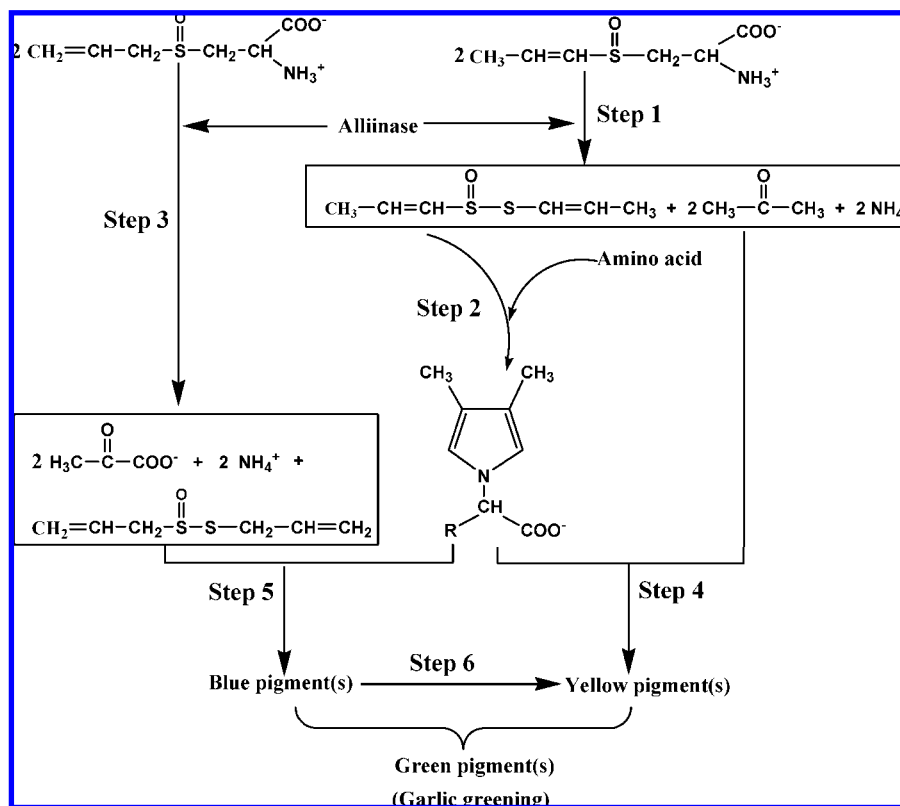 2 CH₂=CH—CH₂—S—CH₂—CH
O
COO⁻
NH₃⁺
2 CH₃—CH=CH—S—CH₂—CH
O
COO⁻
NH₃⁺
Alliinase
Step 1
Step 3
O
CH₃—CH=CH—S—S—CH=CH—CH₃ + 2 CH₃—C—CH₃ + 2 NH₄
O
Amino acid
Step 2
CH₃ CH₃
N
CH
R COO⁻
O
2 H₃C—C—COO⁻ + 2 NH₄⁺ +
O
CH₂=CH—CH₂—S—S—CH₂—CH=CH₂
Step 5
Step 4
Step 6
Blue pigment(s)
Yellow pigment(s)
Green pigment(s)
(Garlic greening)